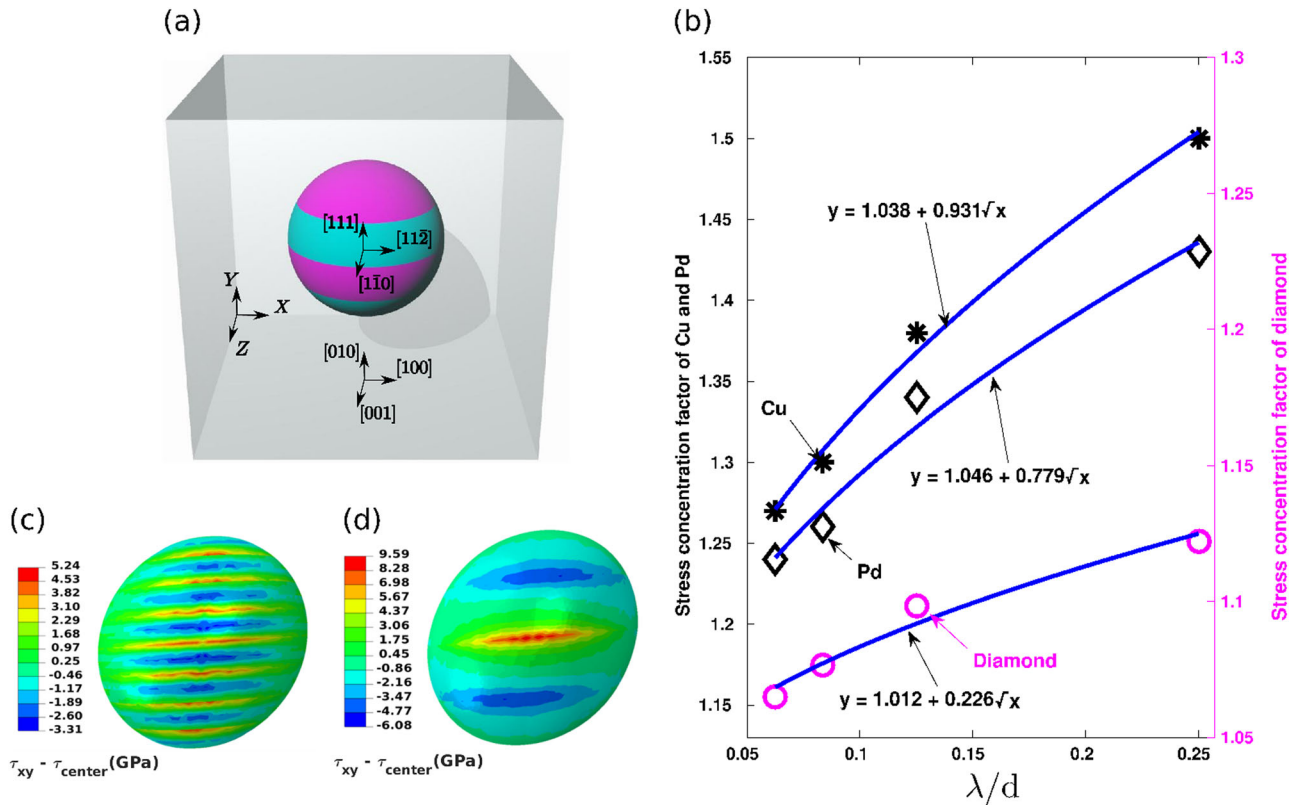 (a)
[111]
[112̅]
[11̅0]
Y
X
Z
[010]
[100]
[001]
(b)
Stress concentration factor of Cu and Pd
1.55
1.5
1.45
1.4
1.35
1.3
1.25
1.2
1.15
y = 1.038 + 0.931√x
Cu
y = 1.046 + 0.779√x
Pd
Diamond
y = 1.012 + 0.226√x
0.05
0.1
0.15
0.2
0.25
λ/d
1.3
1.25
1.2
1.15
1.1
1.05
Stress concentration factor of diamond
(c)
5.24
4.53
3.82
3.10
2.39
1.68
0.97
0.25
-0.46
-1.17
-1.89
-2.60
-3.31
τxy - τcenter(GPa)
(d)
9.59
8.28
6.98
5.67
4.37
3.06
1.75
0.45
-0.86
-2.16
-3.47
-4.77
-6.08
τxy - τcenter(GPa)